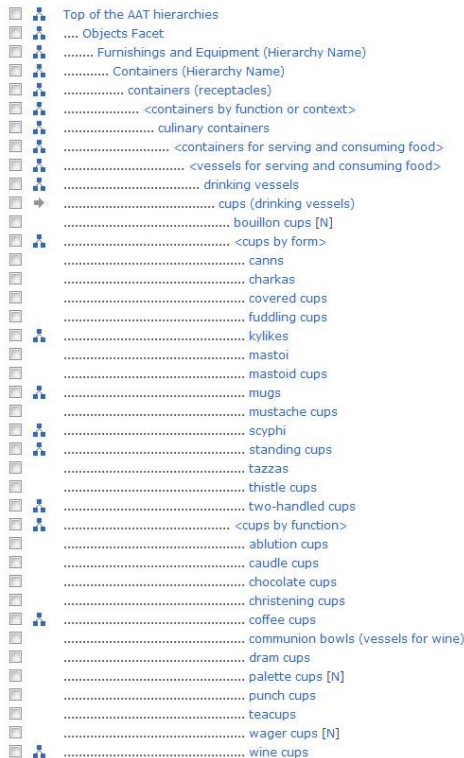 Top of the AAT hierarchies
.... Objects Facet
........ Furnishings and Equipment (Hierarchy Name)
............ Containers (Hierarchy Name)
................ containers (receptacles)
.................... <containers by function or context>
........................ culinary containers
............................ <containers for serving and consuming food>
................................ <vessels for serving and consuming food>
.................................... drinking vessels
........................................ cups (drinking vessels)
............................................ bouillon cups [N]
............................................ <cups by form>
................................................ canns
................................................ charkas
................................................ covered cups
................................................ fuddling cups
................................................ kylikes
................................................ mastoi
................................................ mastoid cups
................................................ mugs
................................................ mustache cups
................................................ scyphi
................................................ standing cups
................................................ tazzas
................................................ thistle cups
................................................ two-handled cups
............................................ <cups by function>
................................................ ablution cups
................................................ caudle cups
................................................ chocolate cups
................................................ christening cups
................................................ coffee cups
................................................ communion bowls (vessels for wine)
................................................ dram cups
................................................ palette cups [N]
................................................ punch cups
................................................ teacups
................................................ wager cups [N]
................................................ wine cups